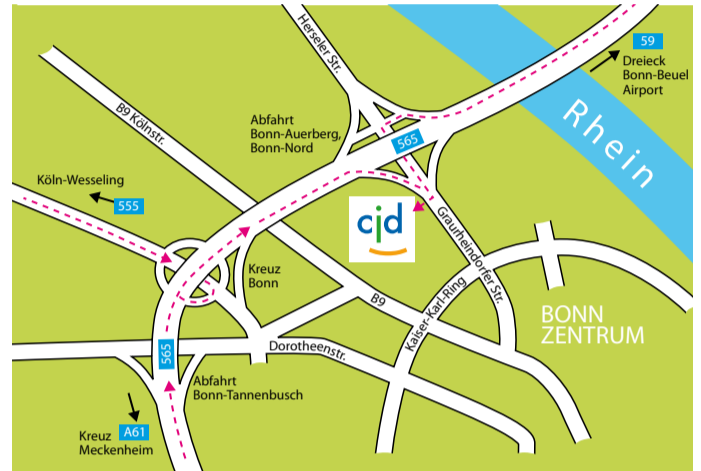 Herseler Str.
59
Dreieck
Bonn-Beuel
Airport
B9 Kölnstr.
Abfahrt
Bonn-Auerberg,
Bonn-Nord
565
Rhein
Köln-Wesseling
555
cjd
Graurheindorfer Str.
Kreuz
Bonn
B9
Kaiser-Karl-Ring
BONN
ZENTRUM
565
Dorotheenstr.
Abfahrt
Bonn-Tannenbusch
Kreuz A61
Meckenheim